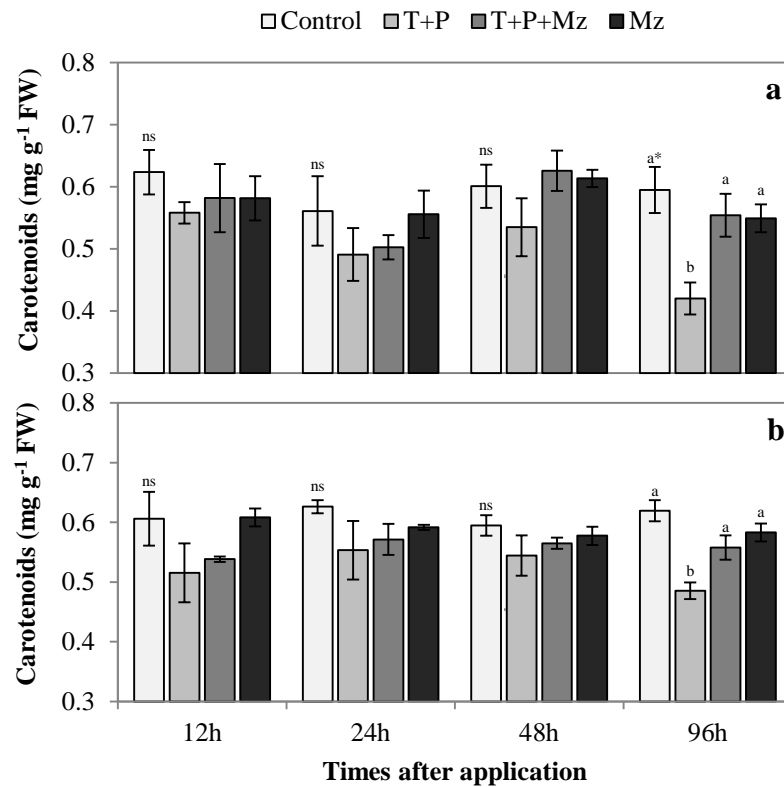 Control T+P T+P+Mz Mz
a
Carotenoids (mg g-1 FW)
0.8
0.7
0.6
0.5
0.4
0.3
ns
ns
ns
a*
b
a
a
b
Carotenoids (mg g-1 FW)
0.8
0.7
0.6
0.5
0.4
0.3
ns
ns
ns
a
b
a
a
12h 24h 48h 96h
Times after application